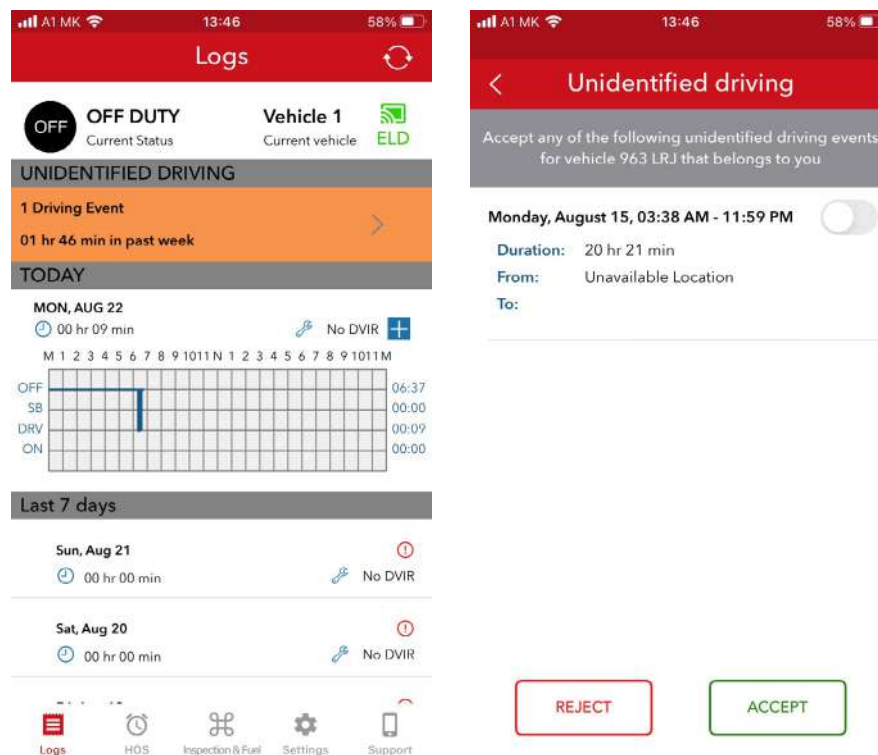 A1 MK 13:46 58%
Logs
OFF OFF DUTY Vehicle 1
Current Status Current vehicle ELD
UNIDENTIFIED DRIVING
1 Driving Event
01 hr 46 min in past week
TODAY
MON, AUG 22
00 hr 09 min No DVIR
M 1 2 3 4 5 6 7 8 9 10 11 N 1 2 3 4 5 6 7 8 9 10 11 M
OFF 06:37
SB 00:00
DRV 00:09
ON 00:00
Last 7 days
Sun, Aug 21
00 hr 00 min No DVIR
Sat, Aug 20
00 hr 00 min No DVIR
Logs HOS Inspection & Fuel Settings Support
A1 MK 13:46 58%
Unidentified driving
Accept any of the following unidentified driving events
for vehicle 963 LRJ that belongs to you
Monday, August 15, 03:38 AM - 11:59 PM
Duration: 20 hr 21 min
From: Unavailable Location
To:
REJECT ACCEPT